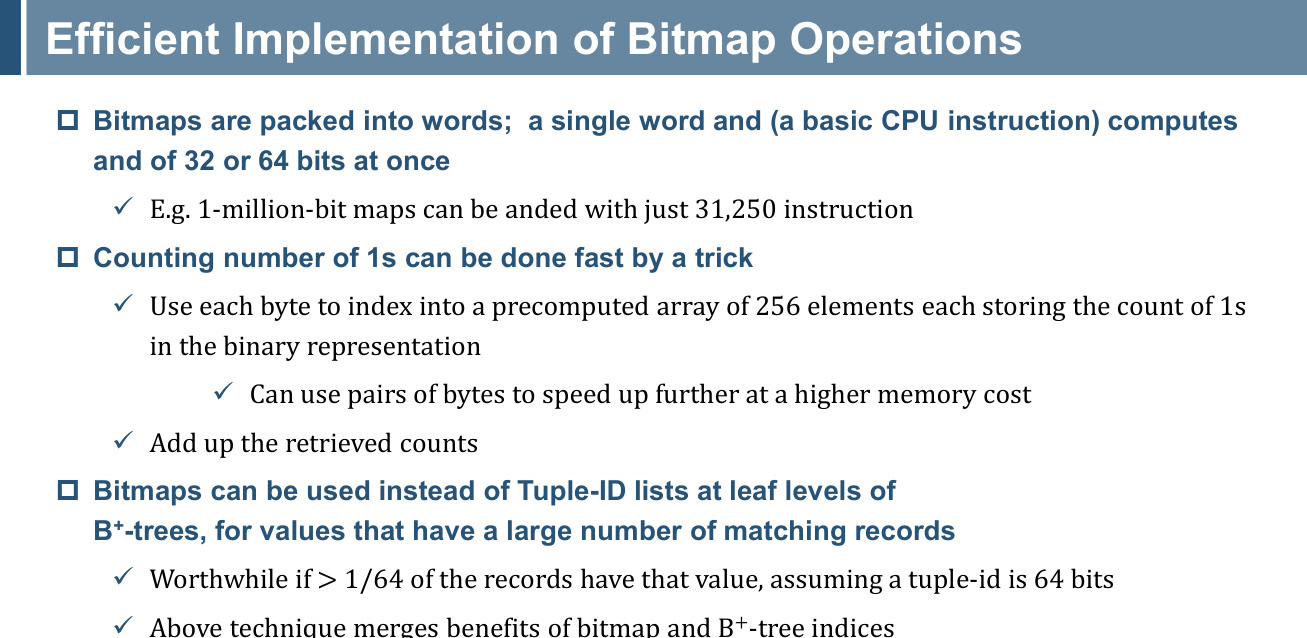 Efficient Implementation of Bitmap Operations
Bitmaps are packed into words;  a single word and (a basic CPU instruction) computes
and of 32 or 64 bits at once
E.g. 1-million-bit maps can be anded with just 31,250 instruction
Counting number of 1s can be done fast by a trick
Use each byte to index into a precomputed array of 256 elements each storing the count of 1s
in the binary representation
Can use pairs of bytes to speed up further at a higher memory cost
Add up the retrieved counts
Bitmaps can be used instead of Tuple-ID lists at leaf levels of
B⁺-trees, for values that have a large number of matching records
Worthwhile if > 1/64 of the records have that value, assuming a tuple-id is 64 bits
Above technique merges benefits of bitmap and B⁺-tree indices